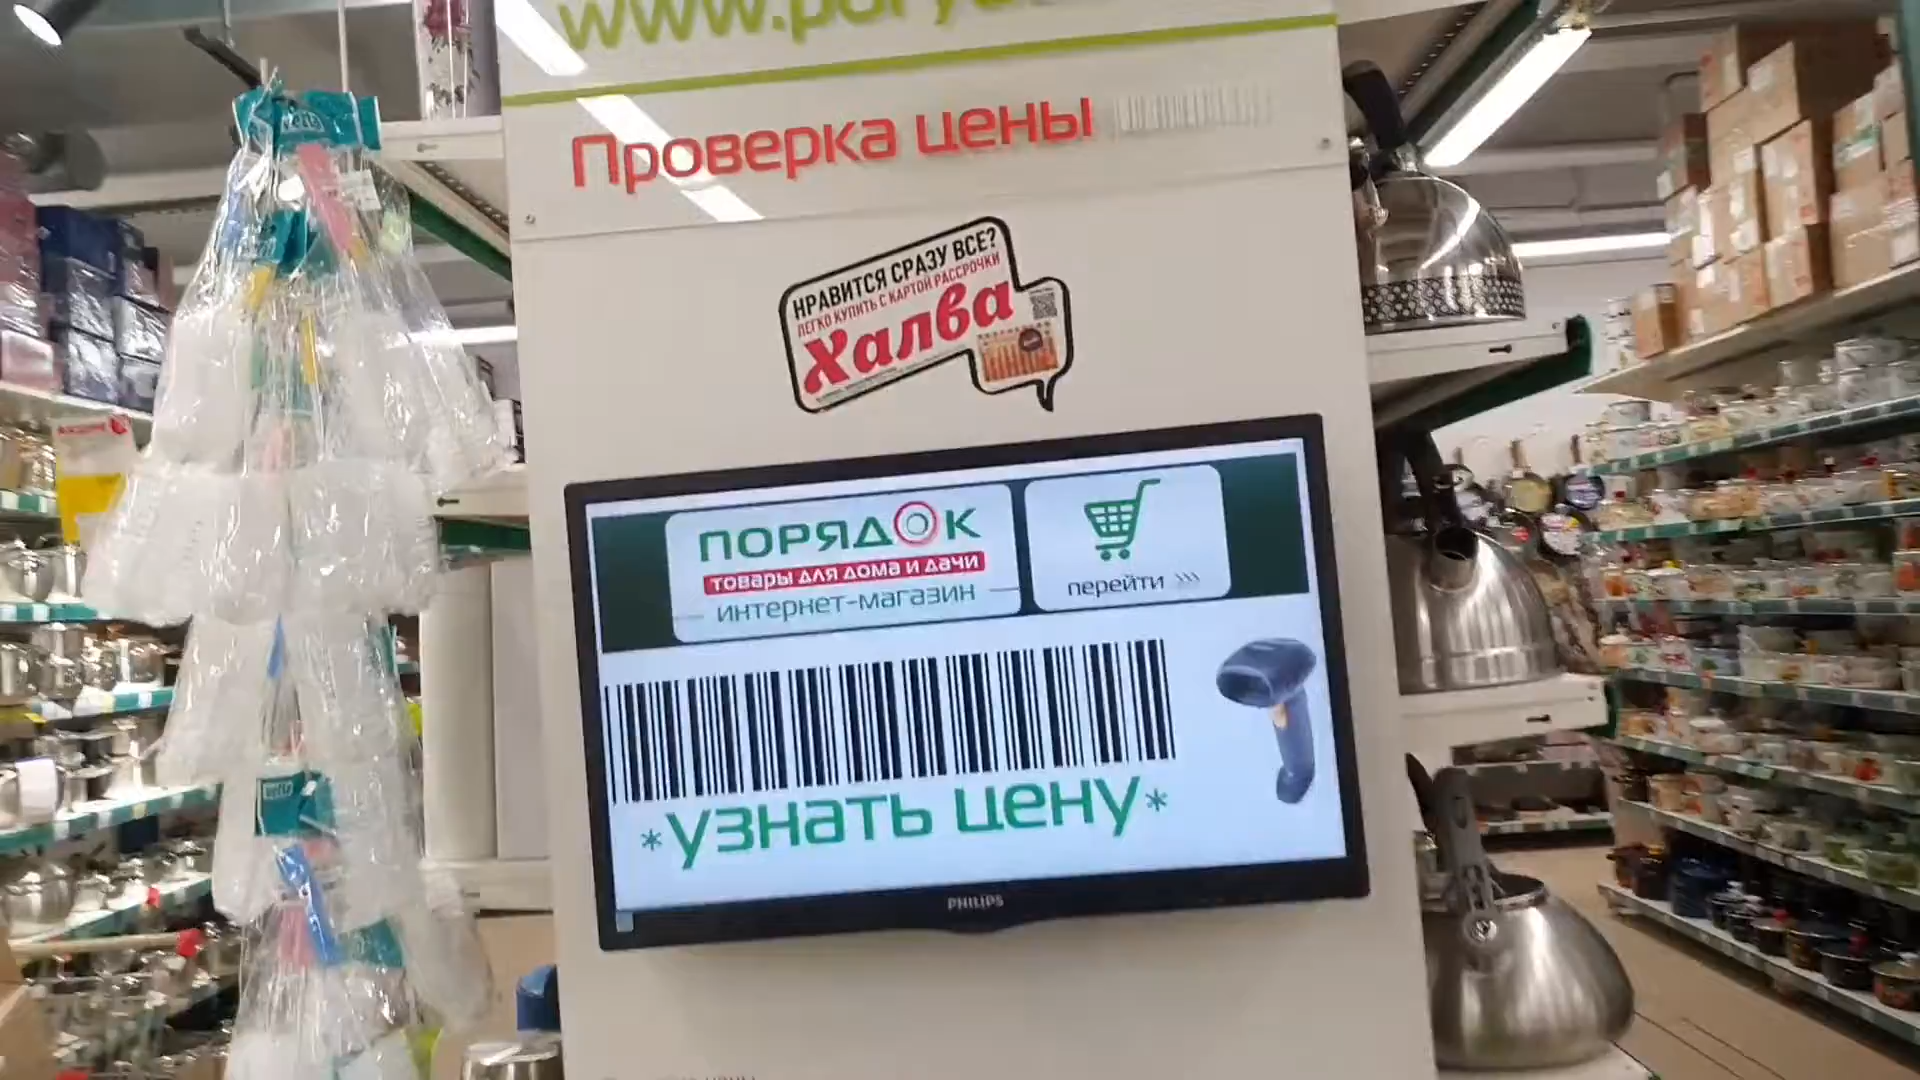 Проверка цены
НРАВИТСЯ СРАЗУ ВСЕ?
ЛЕГКО КУПИТЬ С КАРТОЙ РАССРОЧКИ
Халва
ПОРЯДОК
ТОВАРЫ ДЛЯ ДОМА И ДАЧИ
интернет-магазин
перейти >>>
*узнать цену*
PHILIPS